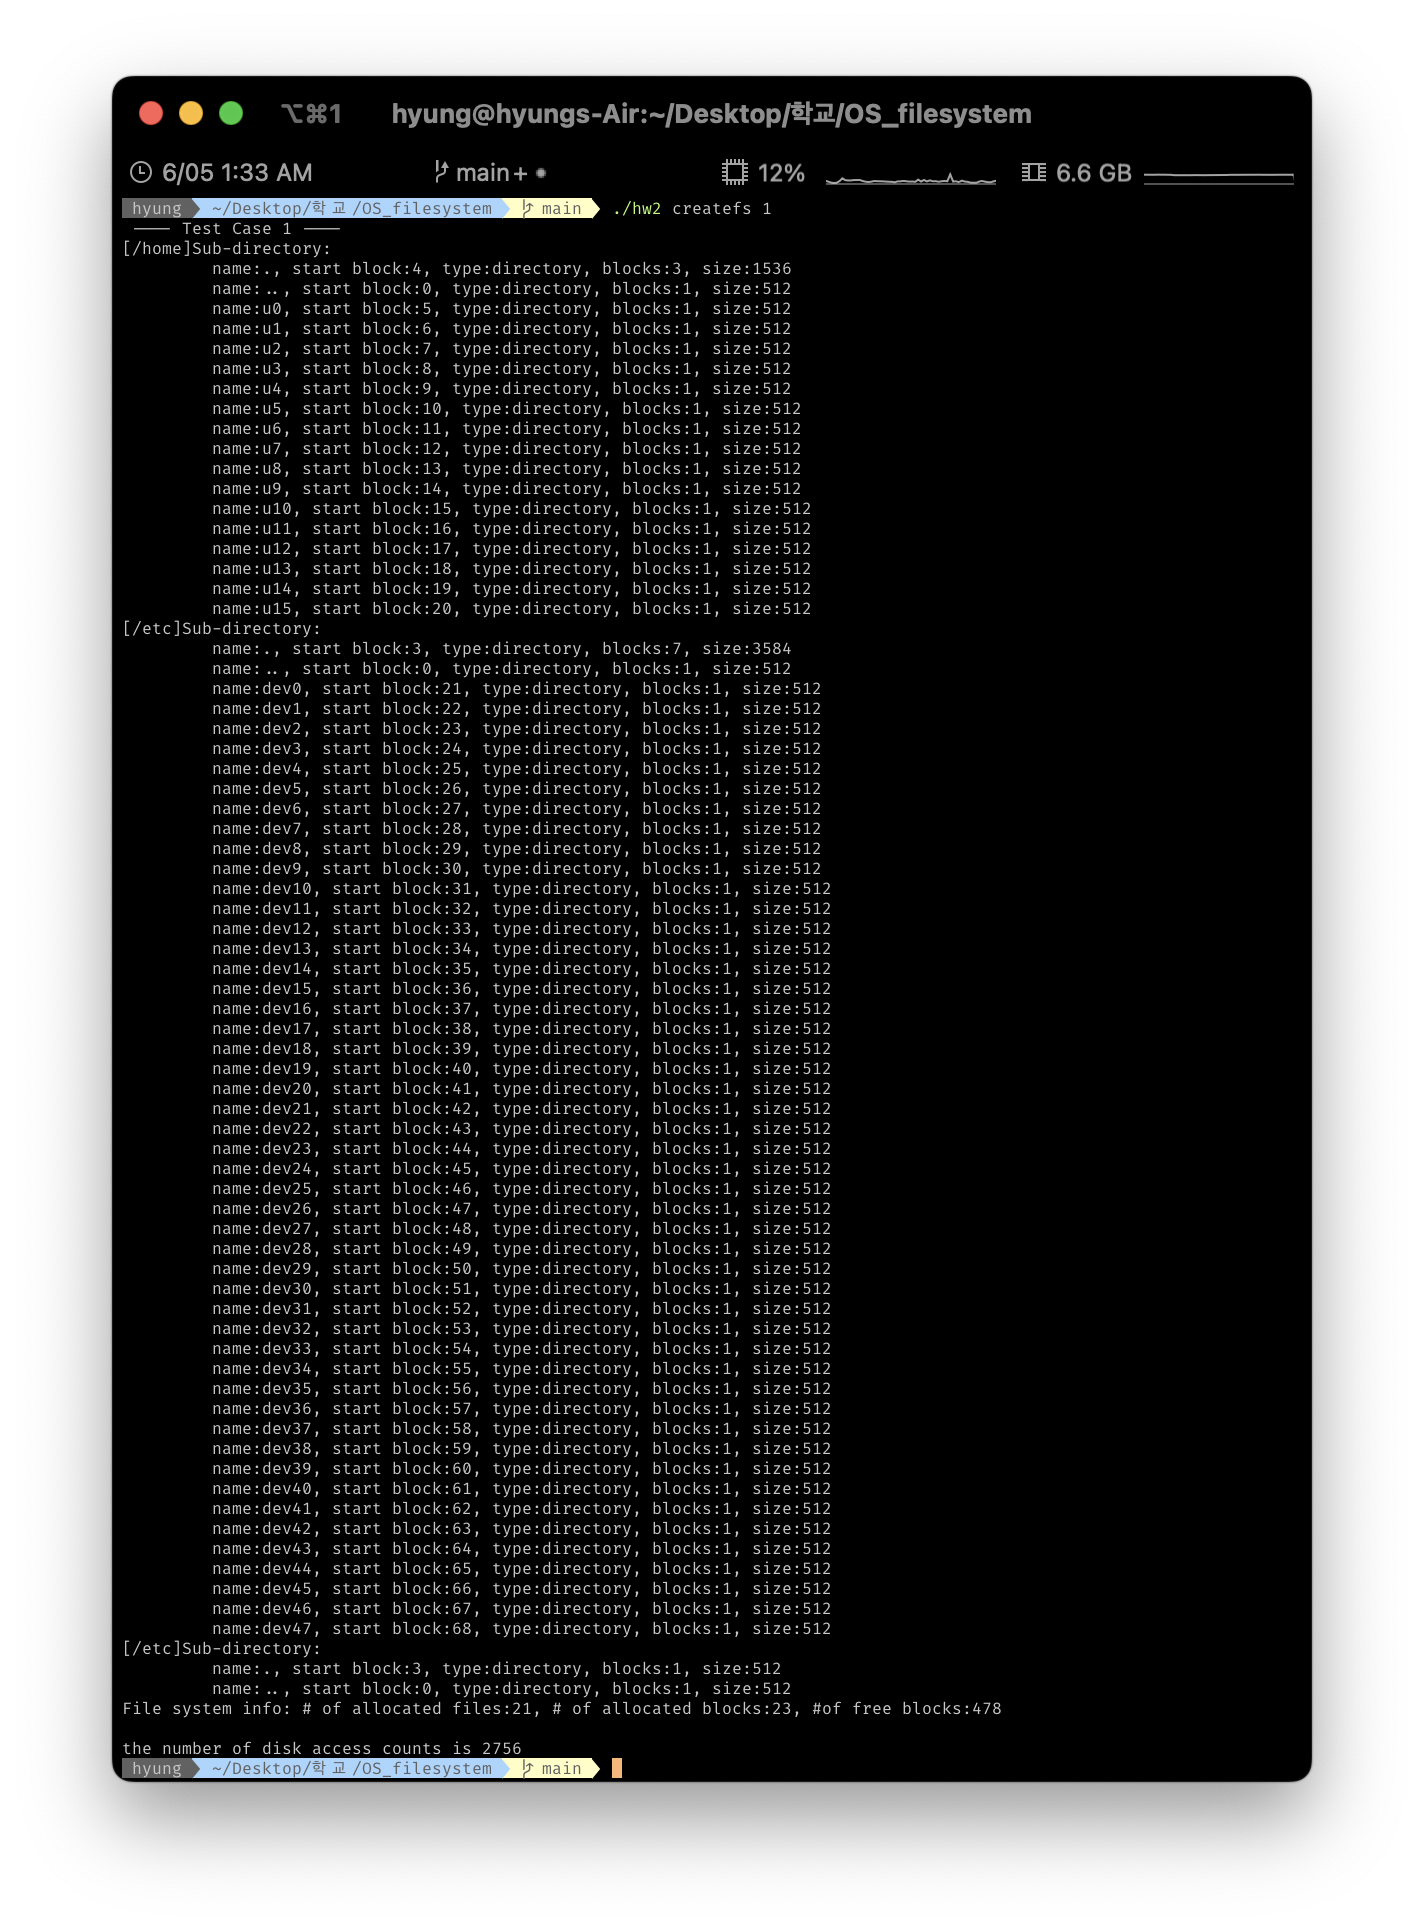 ⌥⌘1 hyung@hyungs-Air:~/Desktop/학교/OS_filesystem
6/05 1:33 AM main+ ● 12% 6.6 GB
hyung ~/Desktop/학교/OS_filesystem main ./hw2 createfs 1
---- Test Case 1 ----
[/home]Sub-directory:
name:., start block:4, type:directory, blocks:3, size:1536
name:.., start block:0, type:directory, blocks:1, size:512
name:u0, start block:5, type:directory, blocks:1, size:512
name:u1, start block:6, type:directory, blocks:1, size:512
name:u2, start block:7, type:directory, blocks:1, size:512
name:u3, start block:8, type:directory, blocks:1, size:512
name:u4, start block:9, type:directory, blocks:1, size:512
name:u5, start block:10, type:directory, blocks:1, size:512
name:u6, start block:11, type:directory, blocks:1, size:512
name:u7, start block:12, type:directory, blocks:1, size:512
name:u8, start block:13, type:directory, blocks:1, size:512
name:u9, start block:14, type:directory, blocks:1, size:512
name:u10, start block:15, type:directory, blocks:1, size:512
name:u11, start block:16, type:directory, blocks:1, size:512
name:u12, start block:17, type:directory, blocks:1, size:512
name:u13, start block:18, type:directory, blocks:1, size:512
name:u14, start block:19, type:directory, blocks:1, size:512
name:u15, start block:20, type:directory, blocks:1, size:512
[/etc]Sub-directory:
name:., start block:3, type:directory, blocks:7, size:3584
name:.., start block:0, type:directory, blocks:1, size:512
name:dev0, start block:21, type:directory, blocks:1, size:512
name:dev1, start block:22, type:directory, blocks:1, size:512
name:dev2, start block:23, type:directory, blocks:1, size:512
name:dev3, start block:24, type:directory, blocks:1, size:512
name:dev4, start block:25, type:directory, blocks:1, size:512
name:dev5, start block:26, type:directory, blocks:1, size:512
name:dev6, start block:27, type:directory, blocks:1, size:512
name:dev7, start block:28, type:directory, blocks:1, size:512
name:dev8, start block:29, type:directory, blocks:1, size:512
name:dev9, start block:30, type:directory, blocks:1, size:512
name:dev10, start block:31, type:directory, blocks:1, size:512
name:dev11, start block:32, type:directory, blocks:1, size:512
name:dev12, start block:33, type:directory, blocks:1, size:512
name:dev13, start block:34, type:directory, blocks:1, size:512
name:dev14, start block:35, type:directory, blocks:1, size:512
name:dev15, start block:36, type:directory, blocks:1, size:512
name:dev16, start block:37, type:directory, blocks:1, size:512
name:dev17, start block:38, type:directory, blocks:1, size:512
name:dev18, start block:39, type:directory, blocks:1, size:512
name:dev19, start block:40, type:directory, blocks:1, size:512
name:dev20, start block:41, type:directory, blocks:1, size:512
name:dev21, start block:42, type:directory, blocks:1, size:512
name:dev22, start block:43, type:directory, blocks:1, size:512
name:dev23, start block:44, type:directory, blocks:1, size:512
name:dev24, start block:45, type:directory, blocks:1, size:512
name:dev25, start block:46, type:directory, blocks:1, size:512
name:dev26, start block:47, type:directory, blocks:1, size:512
name:dev27, start block:48, type:directory, blocks:1, size:512
name:dev28, start block:49, type:directory, blocks:1, size:512
name:dev29, start block:50, type:directory, blocks:1, size:512
name:dev30, start block:51, type:directory, blocks:1, size:512
name:dev31, start block:52, type:directory, blocks:1, size:512
name:dev32, start block:53, type:directory, blocks:1, size:512
name:dev33, start block:54, type:directory, blocks:1, size:512
name:dev34, start block:55, type:directory, blocks:1, size:512
name:dev35, start block:56, type:directory, blocks:1, size:512
name:dev36, start block:57, type:directory, blocks:1, size:512
name:dev37, start block:58, type:directory, blocks:1, size:512
name:dev38, start block:59, type:directory, blocks:1, size:512
name:dev39, start block:60, type:directory, blocks:1, size:512
name:dev40, start block:61, type:directory, blocks:1, size:512
name:dev41, start block:62, type:directory, blocks:1, size:512
name:dev42, start block:63, type:directory, blocks:1, size:512
name:dev43, start block:64, type:directory, blocks:1, size:512
name:dev44, start block:65, type:directory, blocks:1, size:512
name:dev45, start block:66, type:directory, blocks:1, size:512
name:dev46, start block:67, type:directory, blocks:1, size:512
name:dev47, start block:68, type:directory, blocks:1, size:512
[/etc]Sub-directory:
name:., start block:3, type:directory, blocks:1, size:512
name:.., start block:0, type:directory, blocks:1, size:512
File system info: # of allocated files:21, # of allocated blocks:23, #of free blocks:478
the number of disk access counts is 2756
hyung ~/Desktop/학교/OS_filesystem main